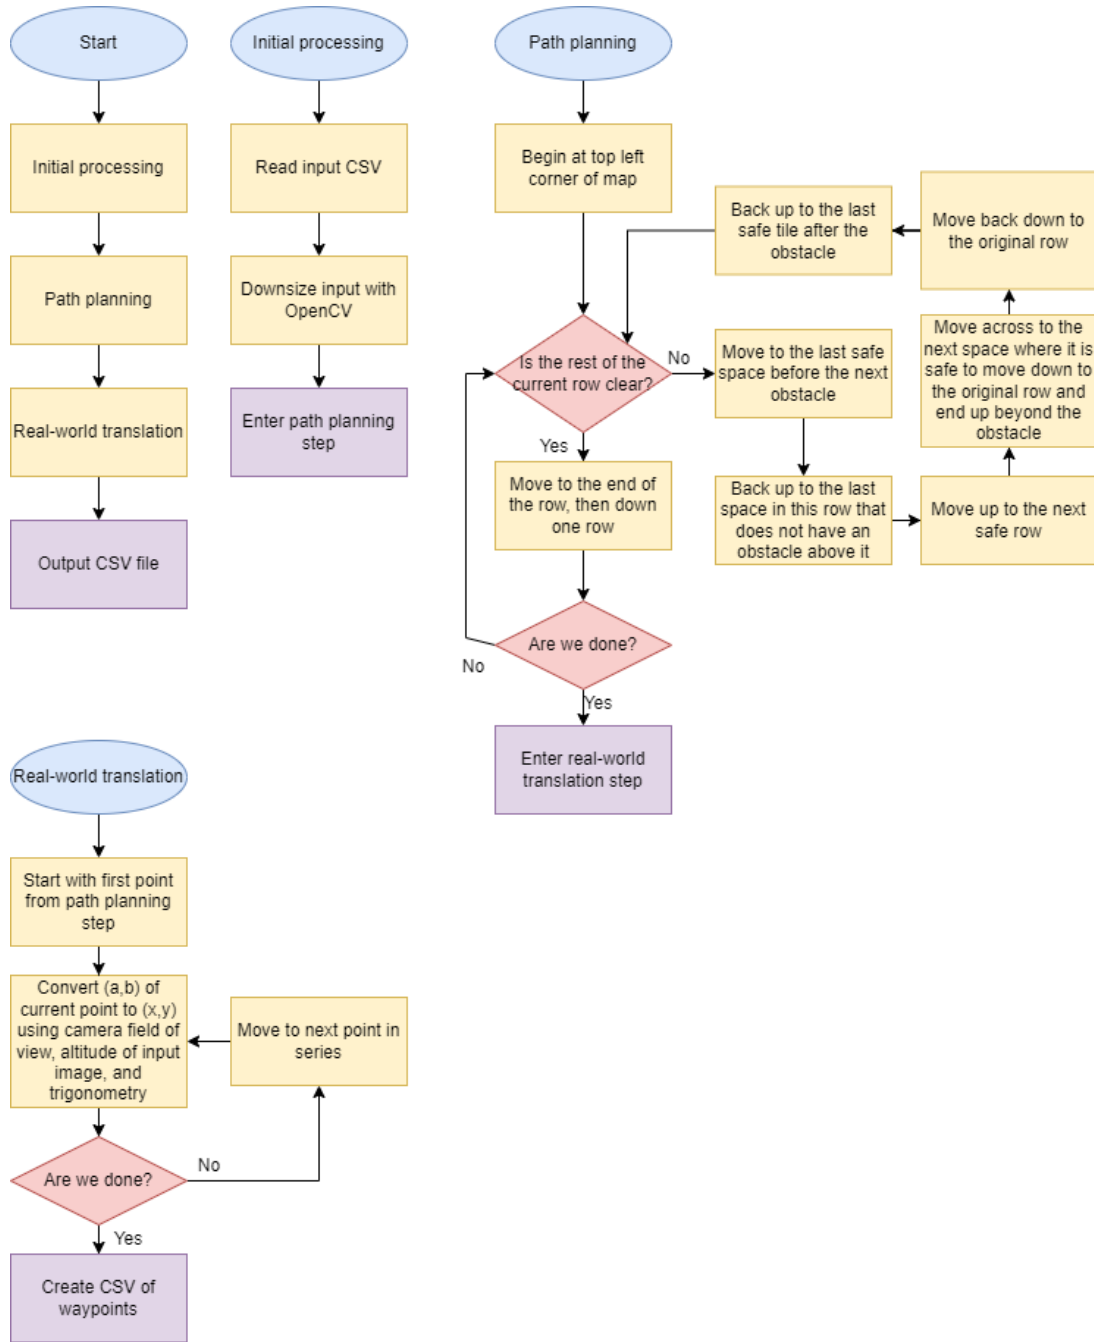 Start
Initial processing
Path planning
Real-world translation
Output CSV file
Initial processing
Read input CSV
Downsize input with
OpenCV
Enter path planning
step
Path planning
Begin at top left
corner of map
Is the rest of the
current row clear?
No
Yes
Move to the end of
the row, then down
one row
Are we done?
No
Yes
Enter real-world
translation step
Move to the last safe
space before the next
obstacle
Back up to the last
space in this row that
does not have an
obstacle above it
Move up to the next
safe row
Move across to the
next space where it is
safe to move down to
the original row and
end up beyond the
obstacle
Move back down to
the original row
Back up to the last
safe tile after the
obstacle
Real-world translation
Start with first point
from path planning
step
Convert (a,b) of
current point to (x,y)
using camera field of
view, altitude of input
image, and
trigonometry
Move to next point in
series
Are we done?
No
Yes
Create CSV of
waypoints